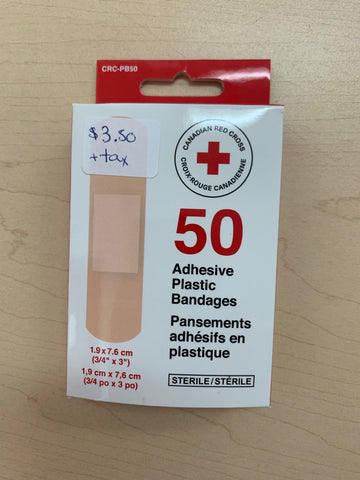 CRC-PB50
$3.50
+ tax
CANADIAN RED CROSS
CROIX-ROUGE CANADIENNE
50
Adhesive
Plastic
Bandages
Pansements
adhésifs en
plastique
1.9 x 7.6 cm
(3/4" x 3")
1,9 cm x 7,6 cm
(3/4 po x 3 po)
STERILE/STÉRILE